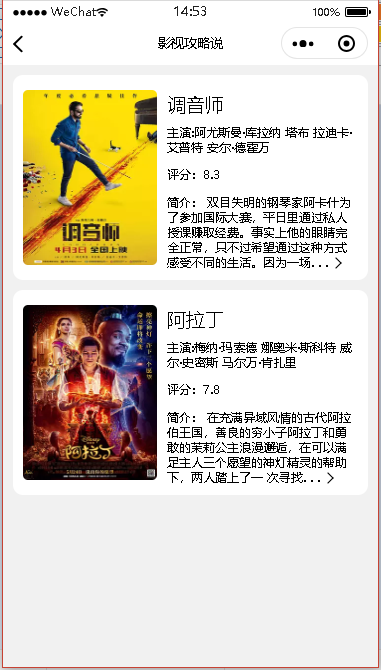 WeChat
14:53
100%
影视攻略说
调音师
主演:阿尤斯曼·库拉纳 塔布 拉迪卡·
艾普特 安尔·德霍万
评分：8.3
简介： 双目失明的钢琴家阿卡什为
了参加国际大赛，平日里通过私人
授课赚取经费。事实上他的眼睛完
全正常，只不过希望通过这种方式
感受不同的生活。因为一场...
调音师
4月3日 全国上映
阿拉丁
主演:梅纳·玛索德 娜奥米·斯科特 威
尔·史密斯 马尔万·肯扎里
评分：7.8
简介： 在充满异域风情的古代阿拉
伯王国，善良的穷小子阿拉丁和勇
敢的茉莉公主浪漫邂逅，在可以满
足主人三个愿望的神灯精灵的帮助
下，两人踏上了一 次寻找...
Disney
阿拉丁